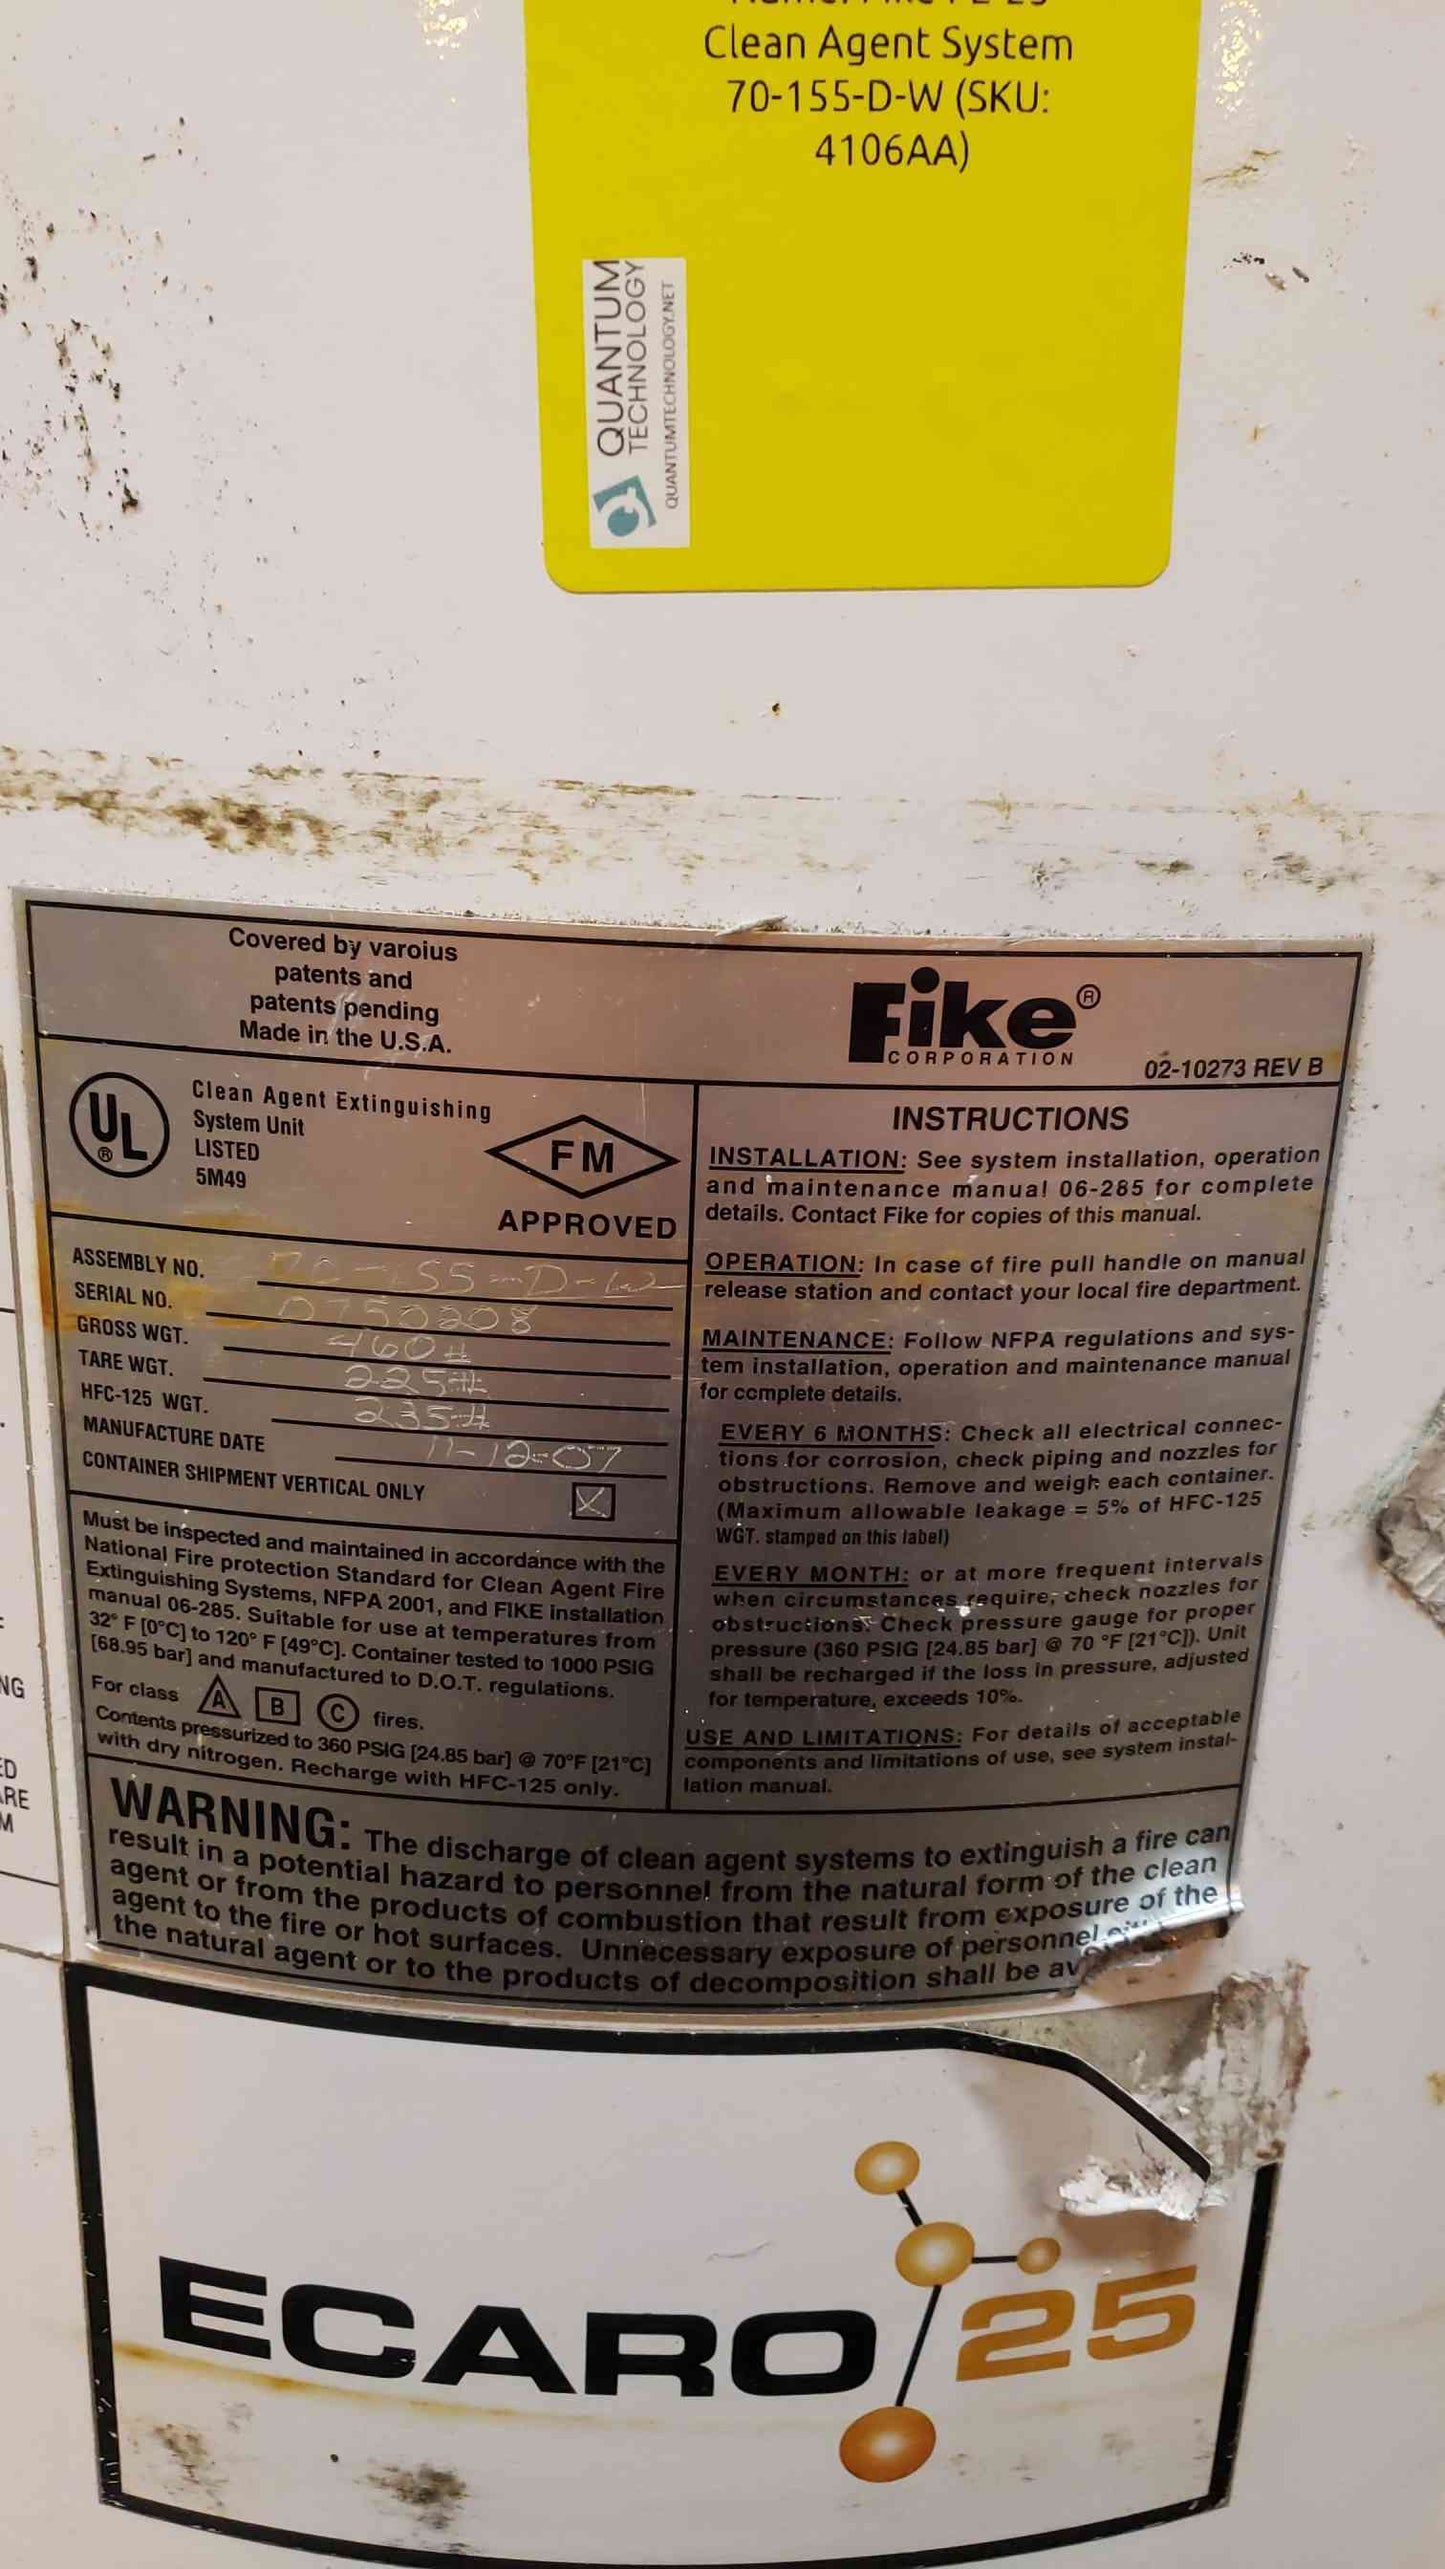 Clean Agent System
70-155-D-W (SKU:
4106AA)
QUANTUM
TECHNOLOGY
QUANTUMTECHNOLOGY.NET
Covered by varoius
patents and
patents pending
Made in the U.S.A.
Fike®
CORPORATION
02-10273 REV B
UL®
Clean Agent Extinguishing
System Unit
LISTED
5M49
FM
APPROVED
ASSEMBLY NO. 70-155-D-W
SERIAL NO. 0750208
GROSS WGT. 460#
TARE WGT. 225#
HFC-125 WGT. 235#
MANUFACTURE DATE 11-12-07
CONTAINER SHIPMENT VERTICAL ONLY X
Must be inspected and maintained in accordance with the
National Fire protection Standard for Clean Agent Fire
Extinguishing Systems, NFPA 2001, and FIKE installation
manual 06-285. Suitable for use at temperatures from
32° F [0°C] to 120° F [49°C]. Container tested to 1000 PSIG
[68.95 bar] and manufactured to D.O.T. regulations.
For class A B C fires.
Contents pressurized to 360 PSIG [24.85 bar] @ 70°F [21°C]
with dry nitrogen. Recharge with HFC-125 only.
INSTRUCTIONS
INSTALLATION: See system installation, operation
and maintenance manual 06-285 for complete
details. Contact Fike for copies of this manual.
OPERATION: In case of fire pull handle on manual
release station and contact your local fire department.
MAINTENANCE: Follow NFPA regulations and sys-
tem installation, operation and maintenance manual
for complete details.
EVERY 6 MONTHS: Check all electrical connec-
tions for corrosion, check piping and nozzles for
obstructions. Remove and weigh each container.
(Maximum allowable leakage = 5% of HFC-125
WGT. stamped on this label)
EVERY MONTH: or at more frequent intervals
when circumstances require, check nozzles for
obstructions. Check pressure gauge for proper
pressure (360 PSIG [24.85 bar] @ 70 °F [21°C]). Unit
shall be recharged if the loss in pressure, adjusted
for temperature, exceeds 10%.
USE AND LIMITATIONS: For details of acceptable
components and limitations of use, see system instal-
lation manual.
WARNING: The discharge of clean agent systems to extinguish a fire can
result in a potential hazard to personnel from the natural form of the clean
agent or from the products of combustion that result from exposure of the
agent to the fire or hot surfaces. Unnecessary exposure of personnel
the natural agent or to the products of decomposition shall be av
ECARO 25
NG
ED
ARE
M